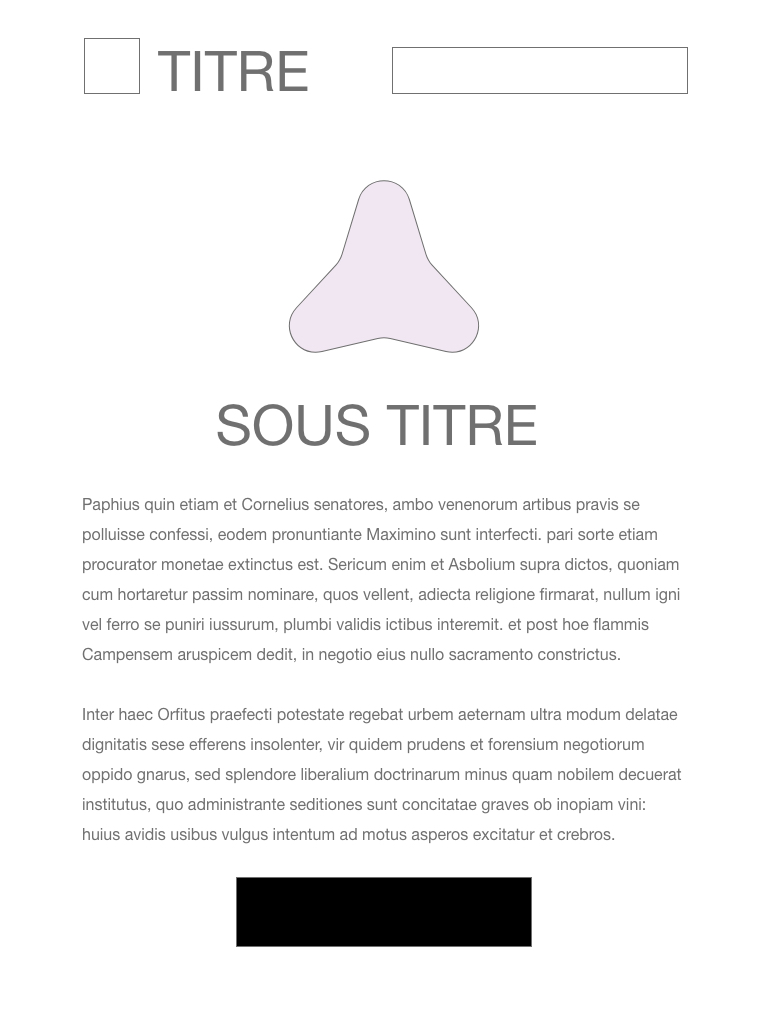 TITRE
SOUS TITRE
Paphius quin etiam et Cornelius senatores, ambo venenorum artibus pravis se
polluisse confessi, eodem pronuntiante Maximino sunt interfecti. pari sorte etiam
procurator monetae extinctus est. Sericum enim et Asbolium supra dictos, quoniam
cum hortaretur passim nominare, quos vellent, adiecta religione firmarat, nullum igni
vel ferro se puniri iussurum, plumbi validis ictibus interemit. et post hoe flammis
Campensem aruspicem dedit, in negotio eius nullo sacramento constrictus.
Inter haec Orfitus praefecti potestate regebat urbem aeternam ultra modum delatae
dignitatis sese efferens insolenter, vir quidem prudens et forensium negotiorum
oppido gnarus, sed splendore liberalium doctrinarum minus quam nobilem decuerat
institutus, quo administrante seditiones sunt concitatae graves ob inopiam vini:
huius avidis usibus vulgus intentum ad motus asperos excitatur et crebros.